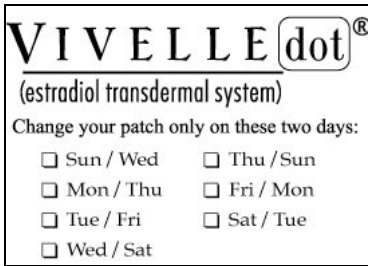 VIVELLE dot®
(estradiol transdermal system)
Change your patch only on these two days:
❏ Sun / Wed ❏ Thu / Sun
❏ Mon / Thu ❏ Fri / Mon
❏ Tue / Fri ❏ Sat / Tue
❏ Wed / Sat